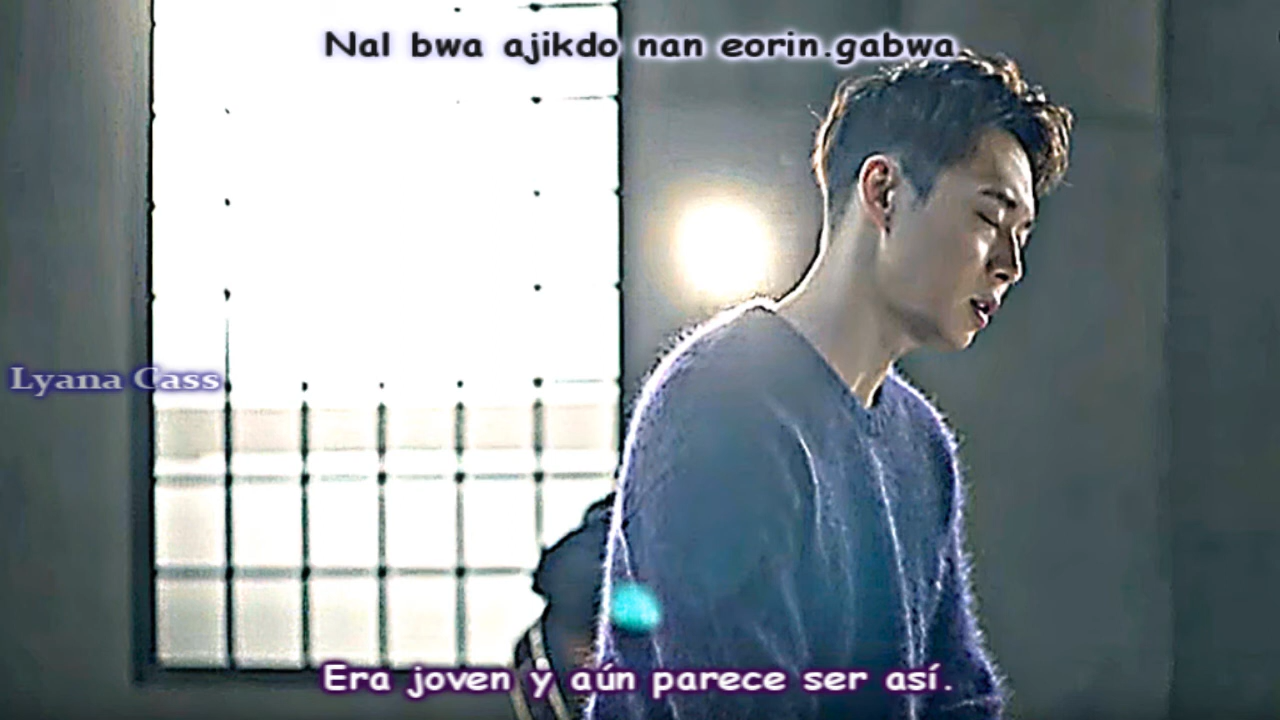 Nal bwa ajikdo nan eorin.gabwa
Lyana Cass
Era joven y aún parece ser así.